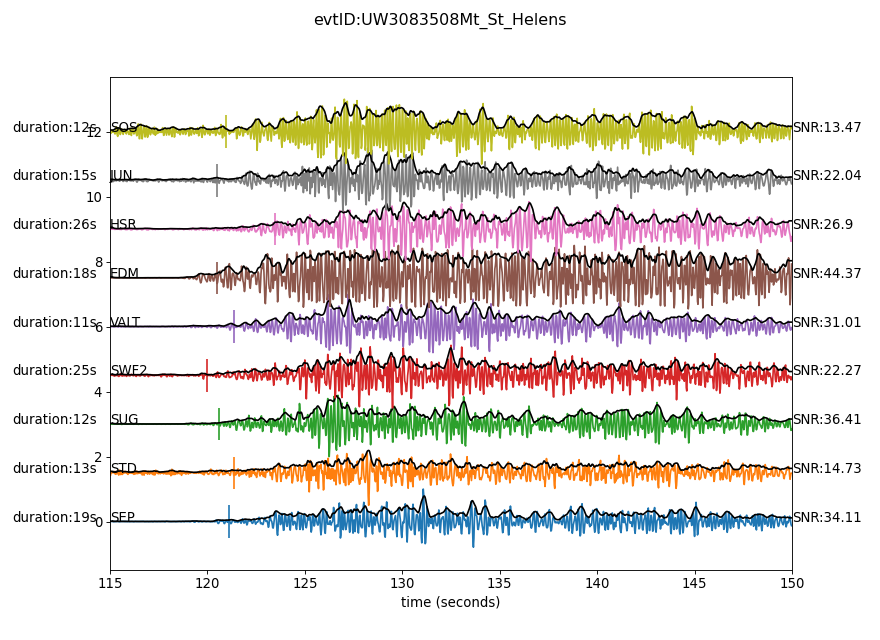 evtID:UW3083508Mt_St_Helens
duration:12s SOS SNR:13.47
12
duration:15s JUN SNR:22.04
10
duration:26s HSR SNR:26.9
8
duration:18s EDM SNR:44.37
duration:11s VALT SNR:31.01
6
duration:25s SWF2 SNR:22.27
4
duration:12s SUG SNR:36.41
2
duration:13s STD SNR:14.73
duration:19s SEP SNR:34.11
0
115 120 125 130 135 140 145 150
time (seconds)